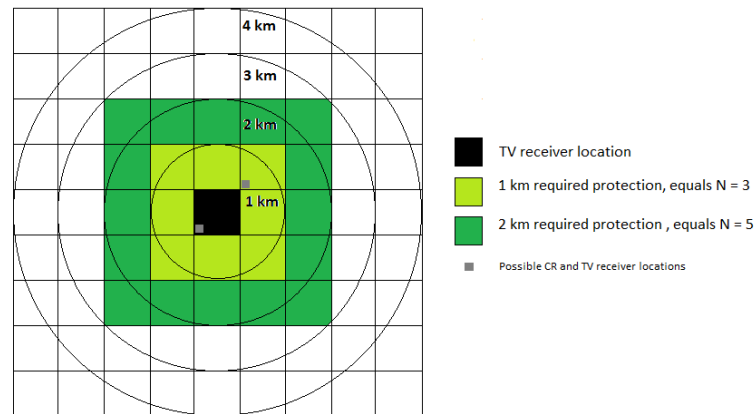 4 km
3 km
2 km
1 km
TV receiver location
1 km required protection, equals N = 3
2 km required protection , equals N = 5
Possible CR and TV receiver locations